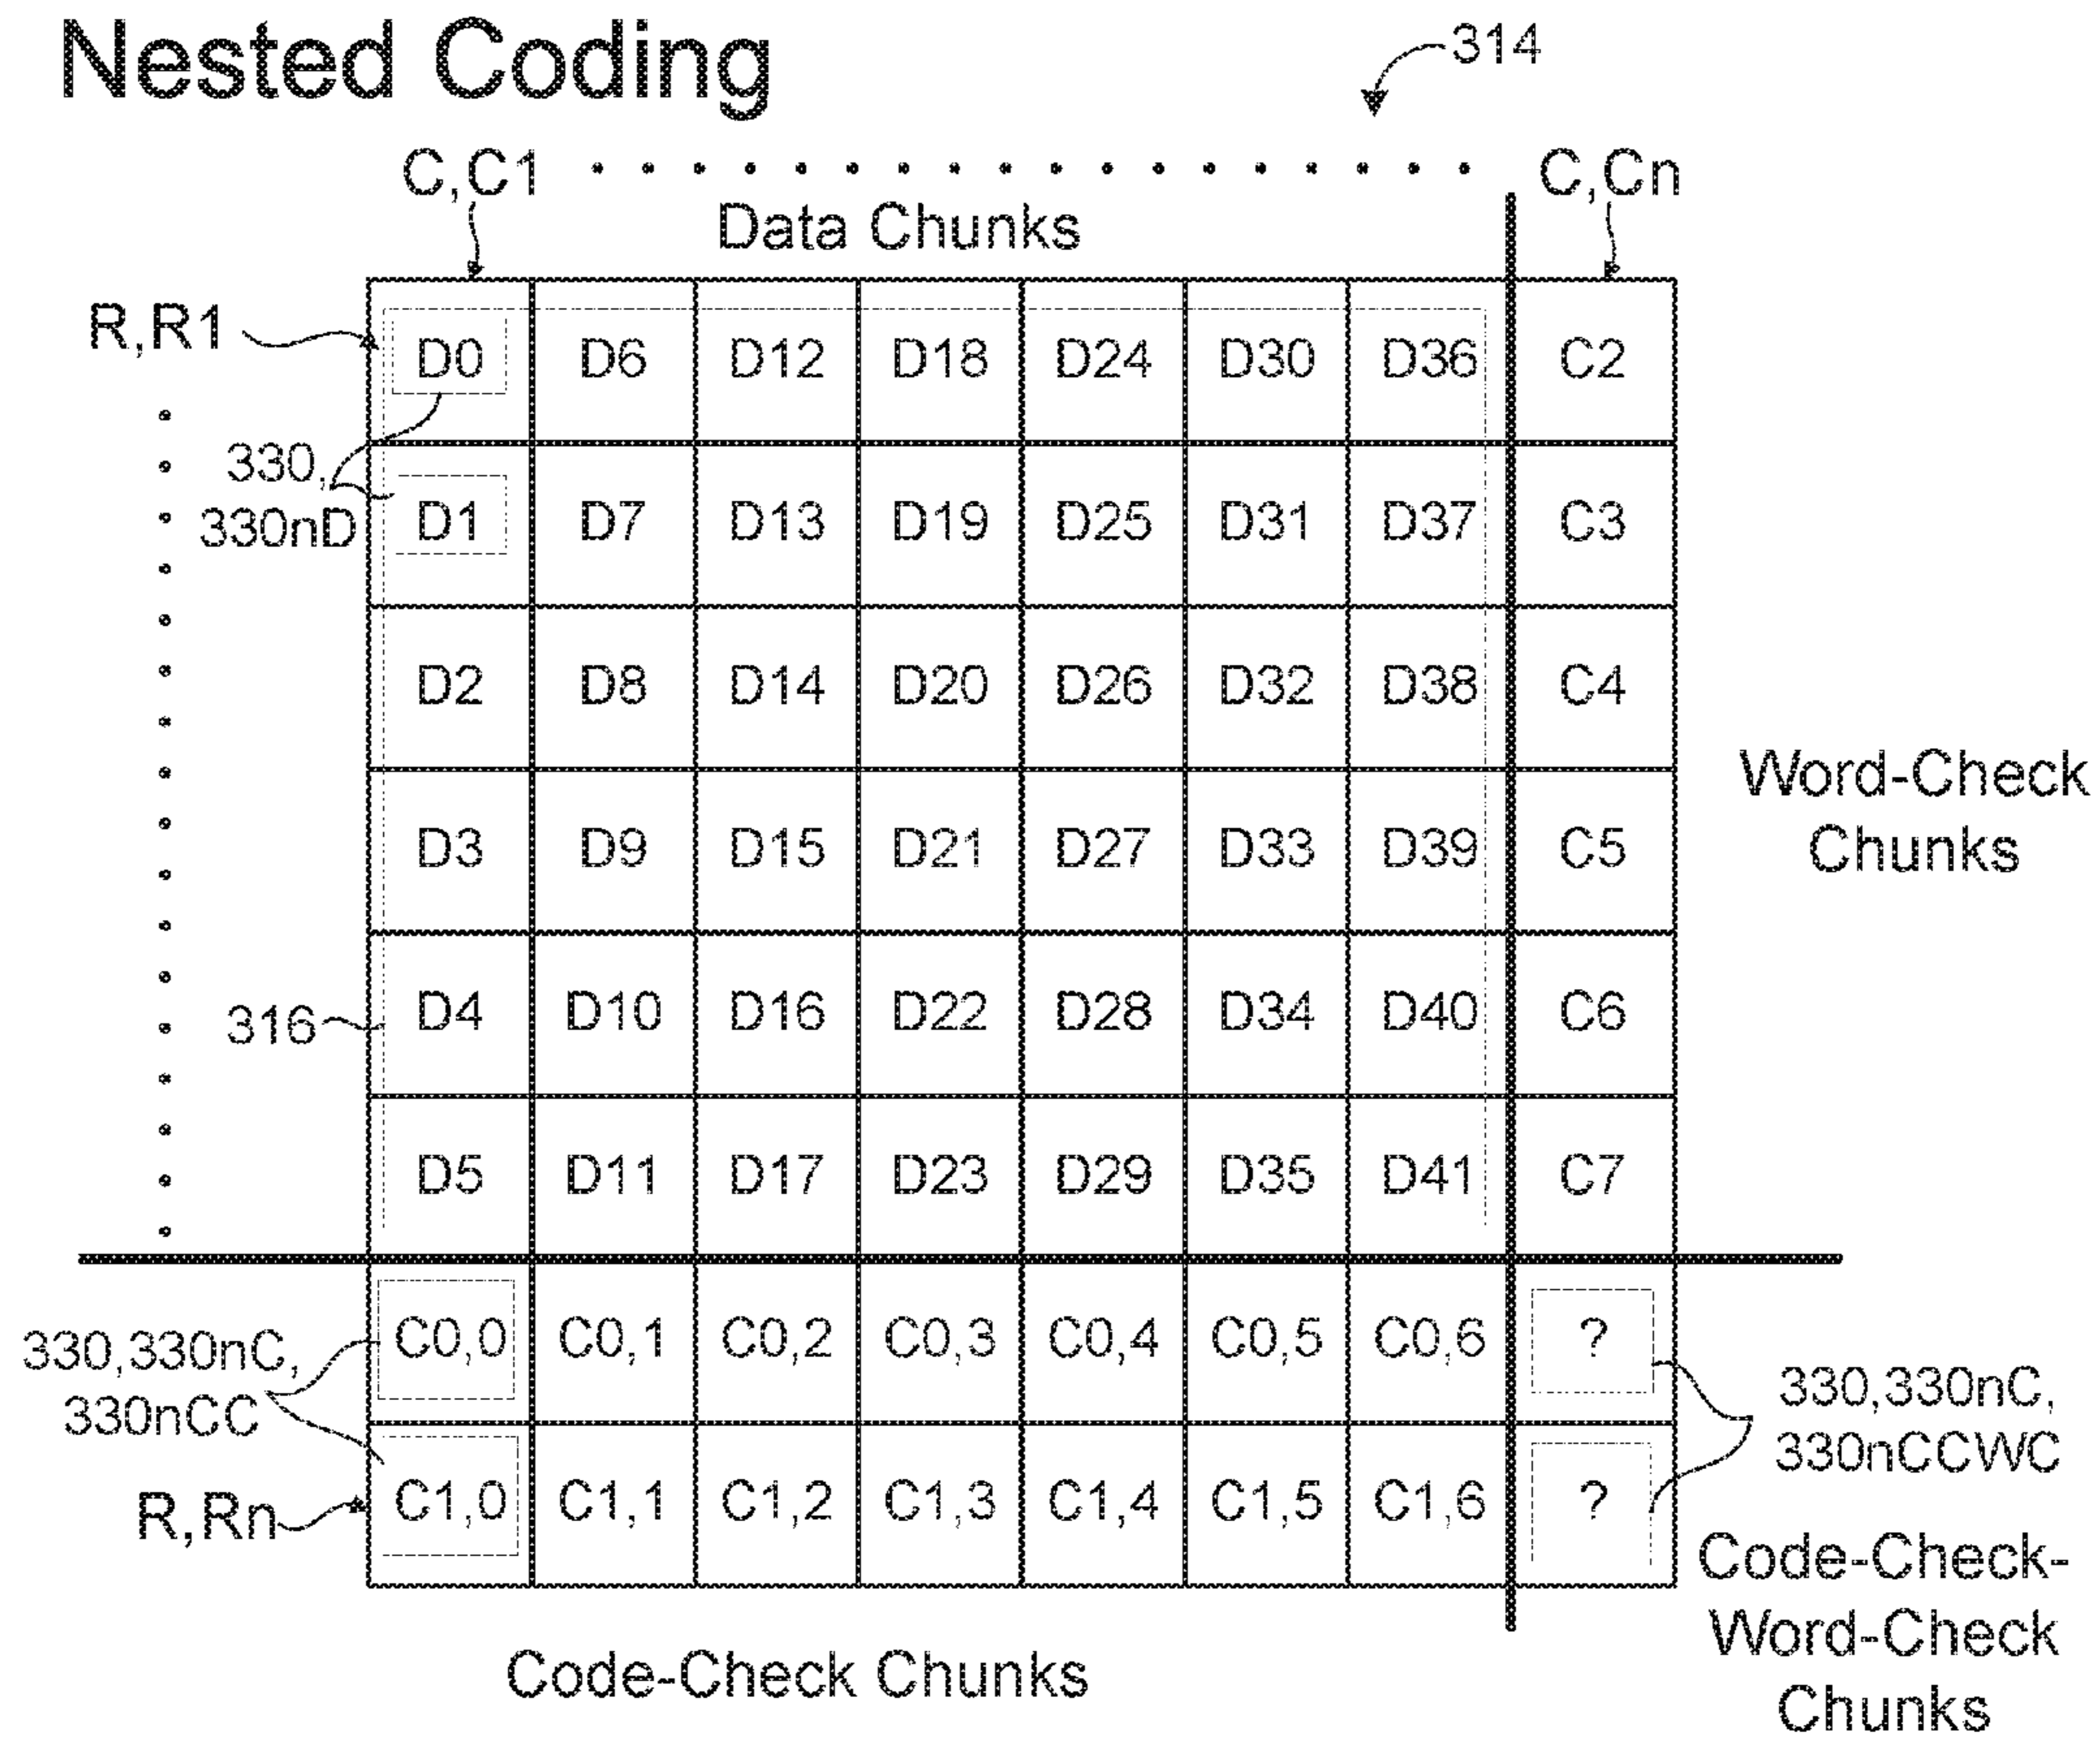 Nested Coding
314
C,C1
C,Cn
Data Chunks
R,R1
D0 D6 D12 D18 D24 D30 D36 C2
330,
330nD
D1 D7 D13 D19 D25 D31 D37 C3
D2 D8 D14 D20 D26 D32 D38 C4
Word-Check
Chunks
D3 D9 D15 D21 D27 D33 D39 C5
316
D4 D10 D16 D22 D28 D34 D40 C6
D5 D11 D17 D23 D29 D35 D41 C7
330,330nC,
330nCC
C0,0 C0,1 C0,2 C0,3 C0,4 C0,5 C0,6 ?
330,330nC,
330nCCWC
R,Rn
C1,0 C1,1 C1,2 C1,3 C1,4 C1,5 C1,6 ?
Code-Check-
Word-Check
Chunks
Code-Check Chunks